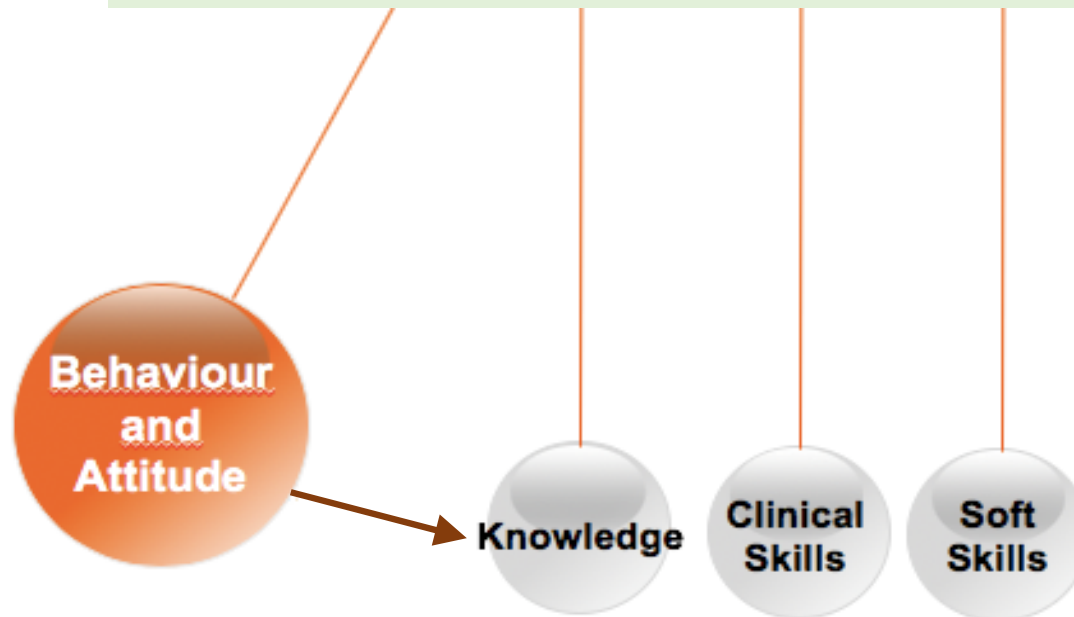 Behaviour
and
Attitude
Knowledge
Clinical
Skills
Soft
Skills